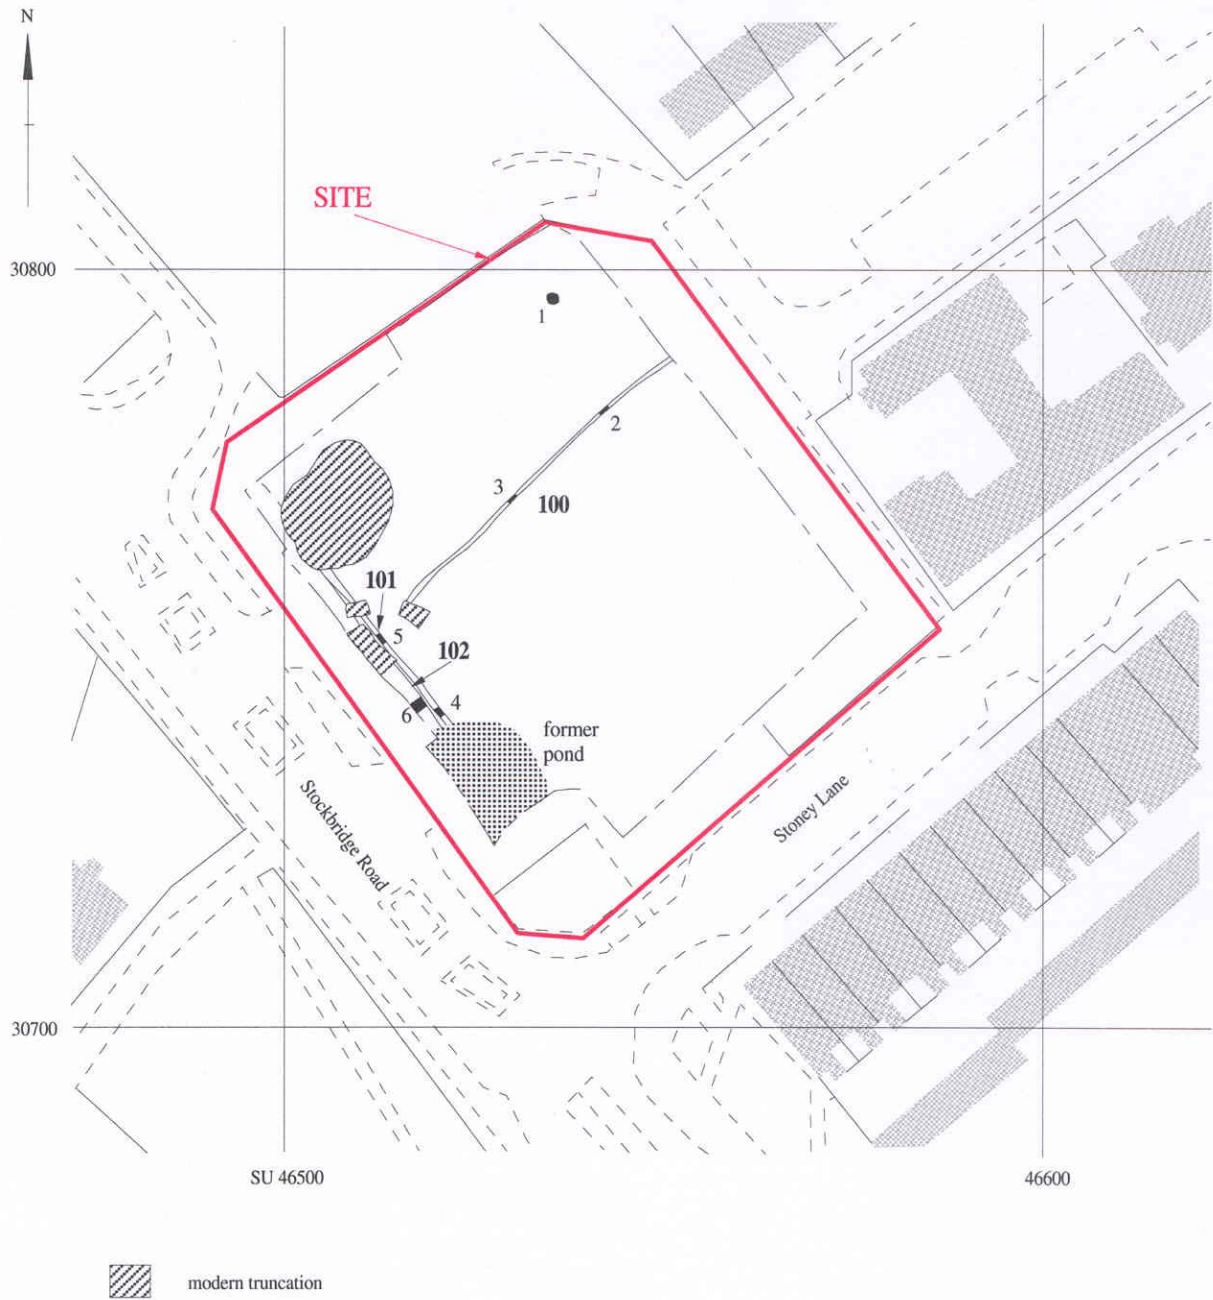 N
SITE
30800
1
2
3
100
101
5
102
6
4
former
pond
Stockbridge Road
Stoney Lane
30700
SU 46500
46600
modern truncation